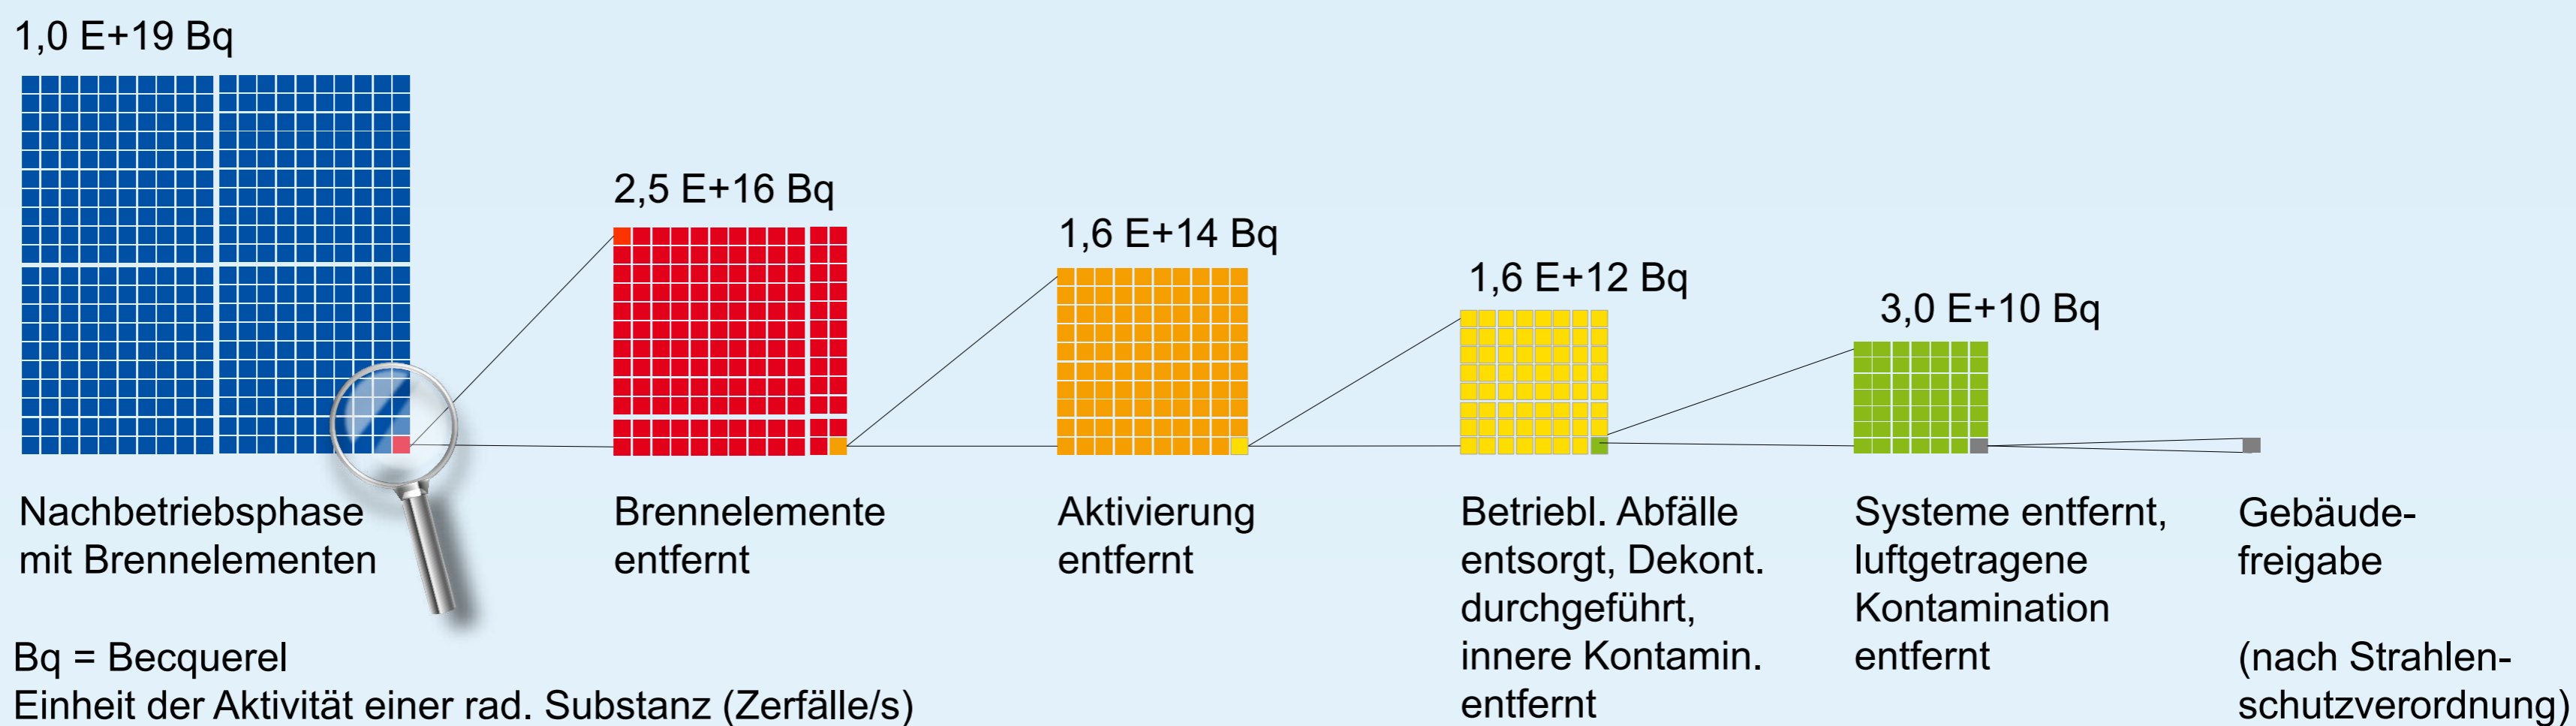 1,0 E+19 Bq
2,5 E+16 Bq
1,6 E+14 Bq
1,6 E+12 Bq
3,0 E+10 Bq
Nachbetriebsphase
mit Brennelementen
Brennelemente
entfernt
Aktivierung
entfernt
Betriebl. Abfälle
entsorgt, Dekont.
durchgeführt,
innere Kontamin.
entfernt
Systeme entfernt,
luftgetragene
Kontamination
entfernt
Gebäude-
freigabe
(nach Strahlen-
schutzverordnung)
Bq = Becquerel
Einheit der Aktivität einer rad. Substanz (Zerfälle/s)